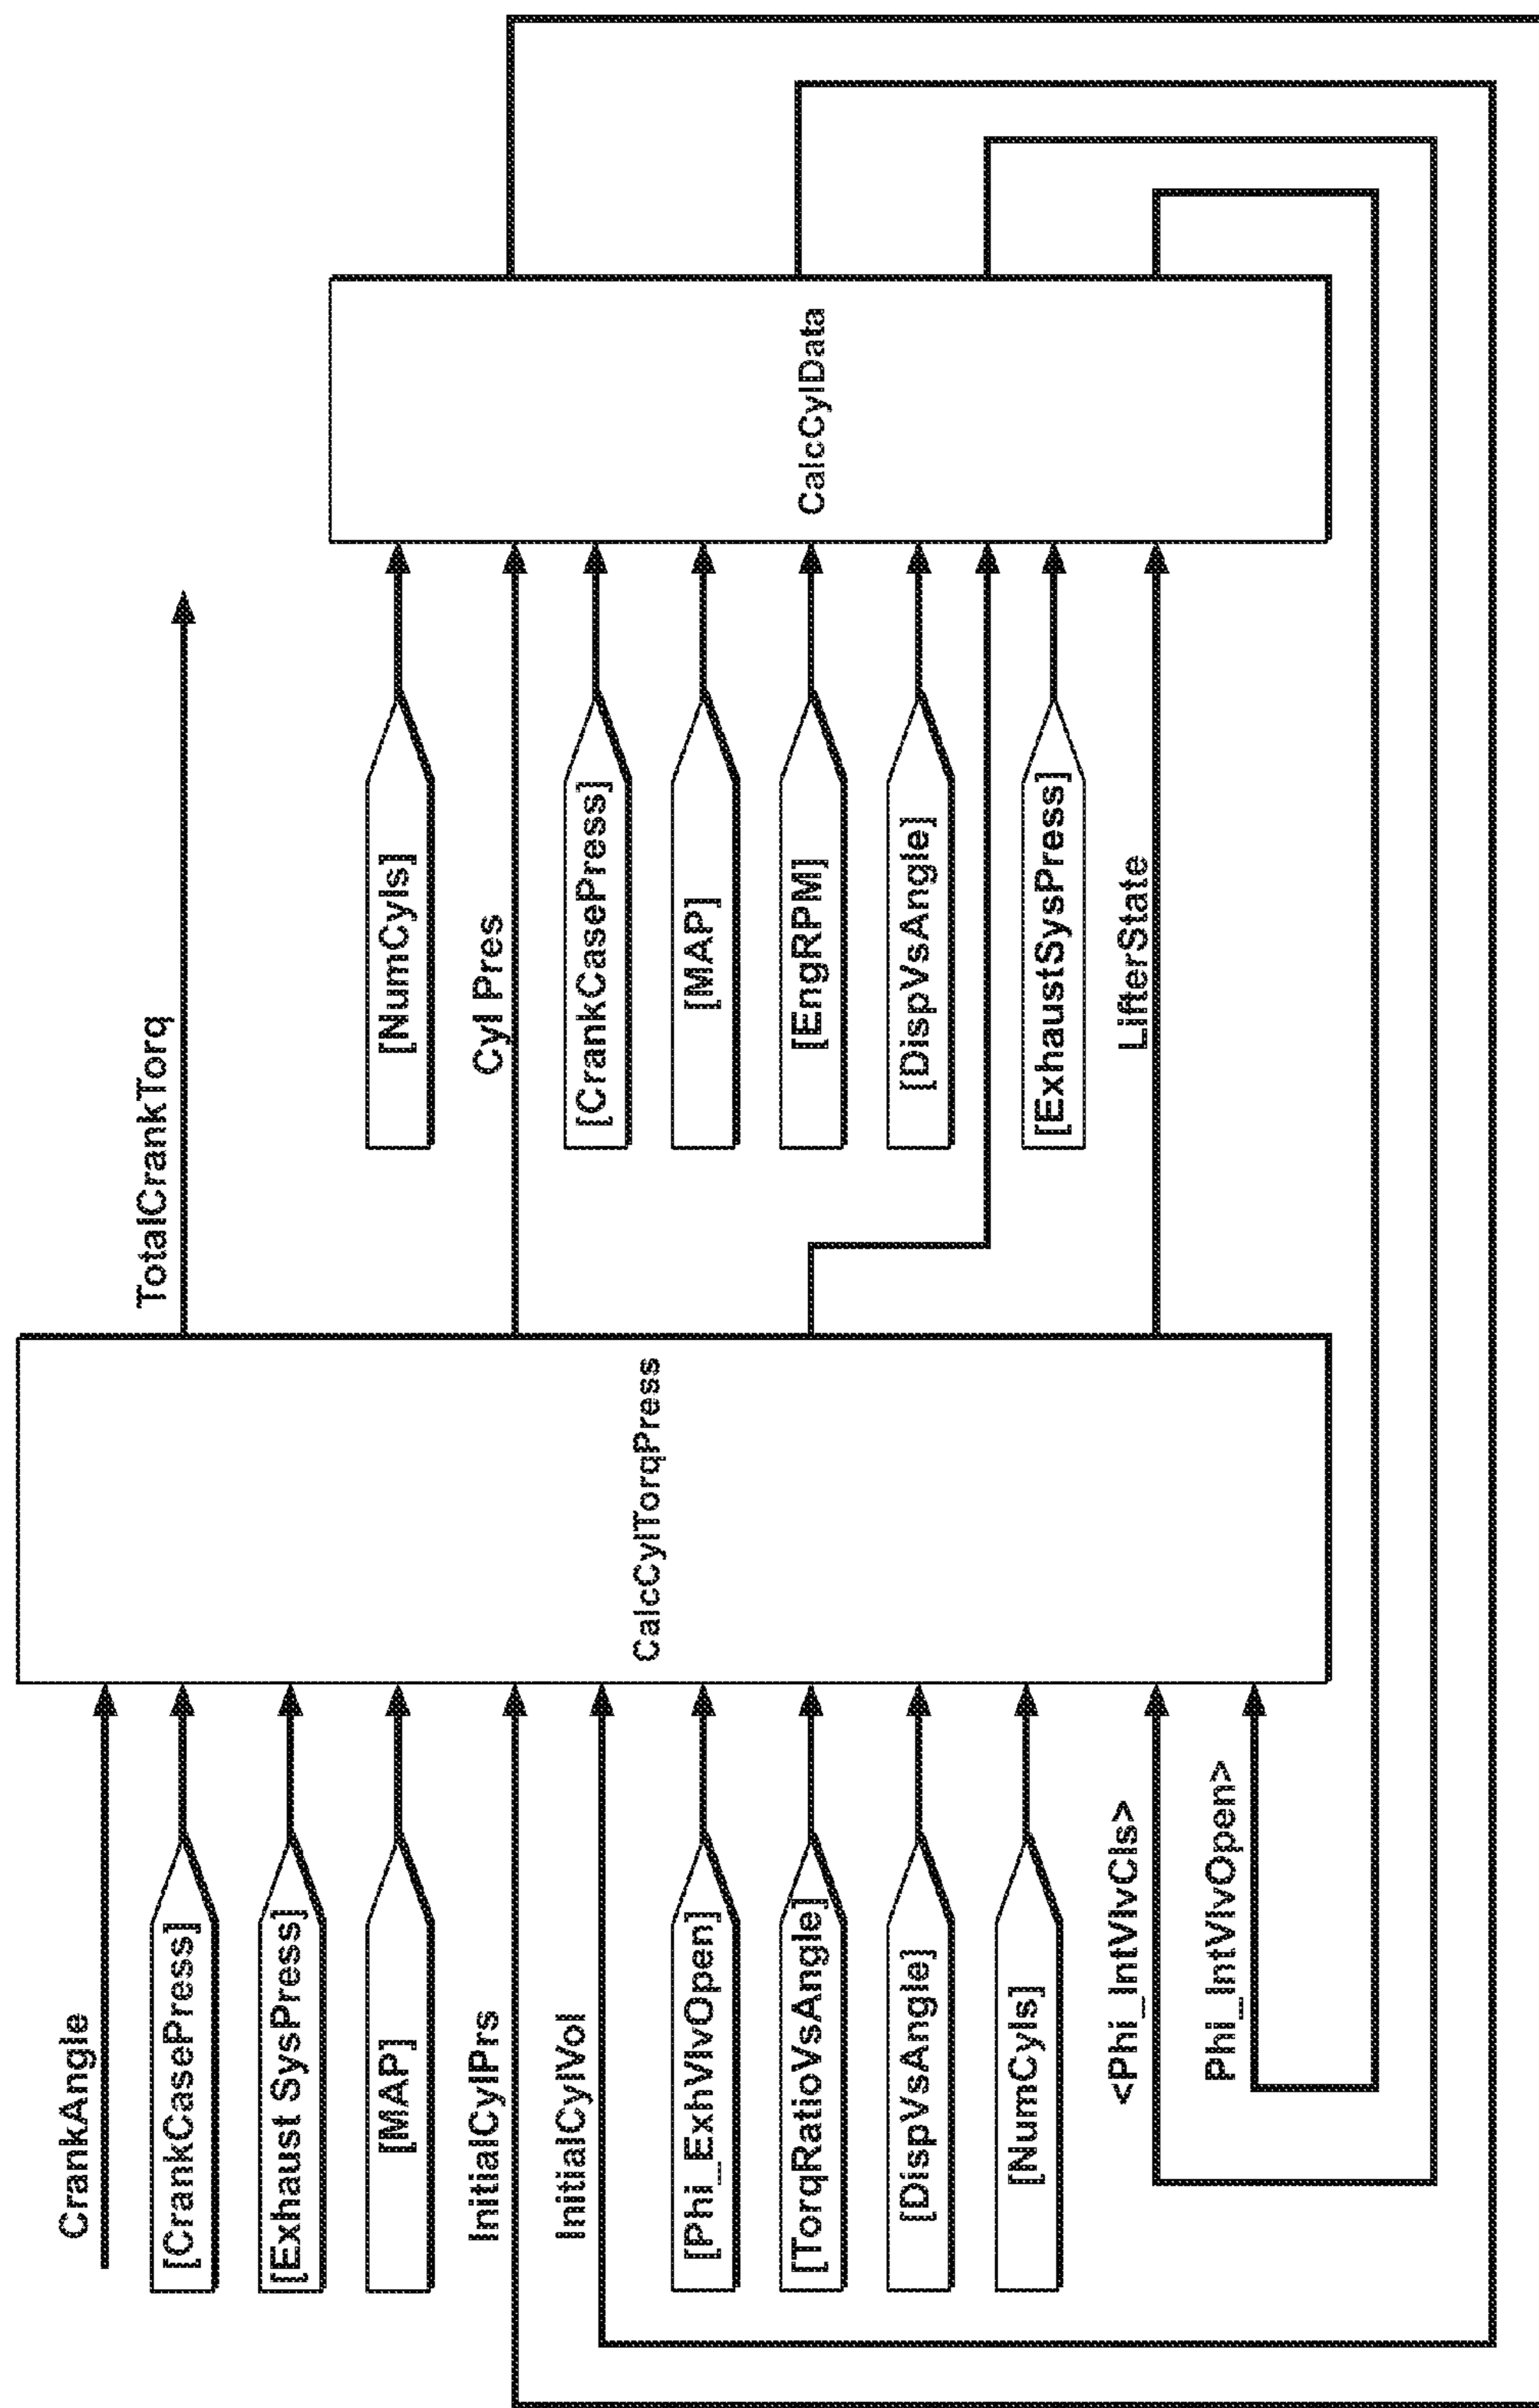 CrankAngle
[CrankCasePress]
[Exhaust SysPress]
[MAP]
InitialCylPrs
InitialCylVol
[Phi_ExhVlvOpen]
[TorqRatioVsAngle]
[DispVsAngle]
[NumCyls]
<Phi_IntVlvCls>
Phi_IntVlvOpen>
CalcCylTorqPress
TotalCrankTorq
[NumCyls]
Cyl Pres
[CrankCasePress]
[MAP]
[EngRPM]
[DispVsAngle]
[ExhaustSysPress]
LifterState
CalcCylData